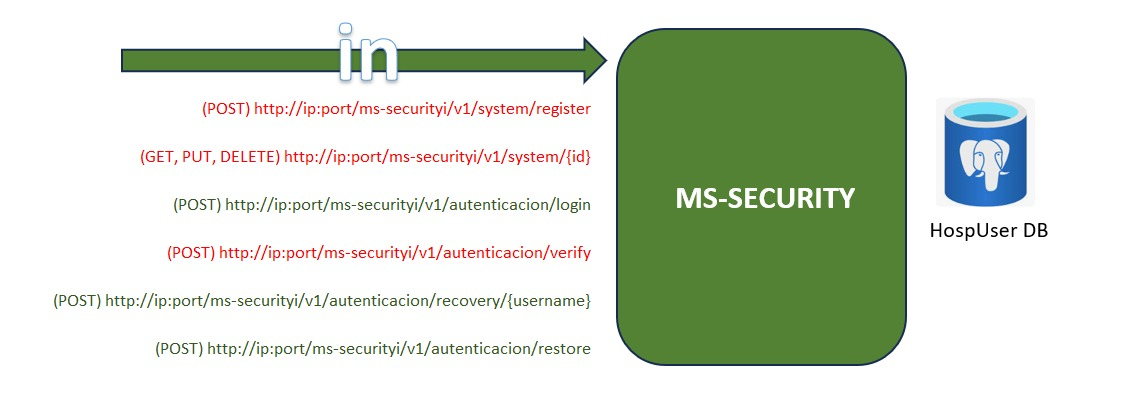 in
(POST) http://ip:port/ms-securityi/v1/system/register
(GET, PUT, DELETE) http://ip:port/ms-securityi/v1/system/{id}
(POST) http://ip:port/ms-securityi/v1/autenticacion/login
(POST) http://ip:port/ms-securityi/v1/autenticacion/verify
(POST) http://ip:port/ms-securityi/v1/autenticacion/recovery/{username}
(POST) http://ip:port/ms-securityi/v1/autenticacion/restore
MS-SECURITY
HospUser DB